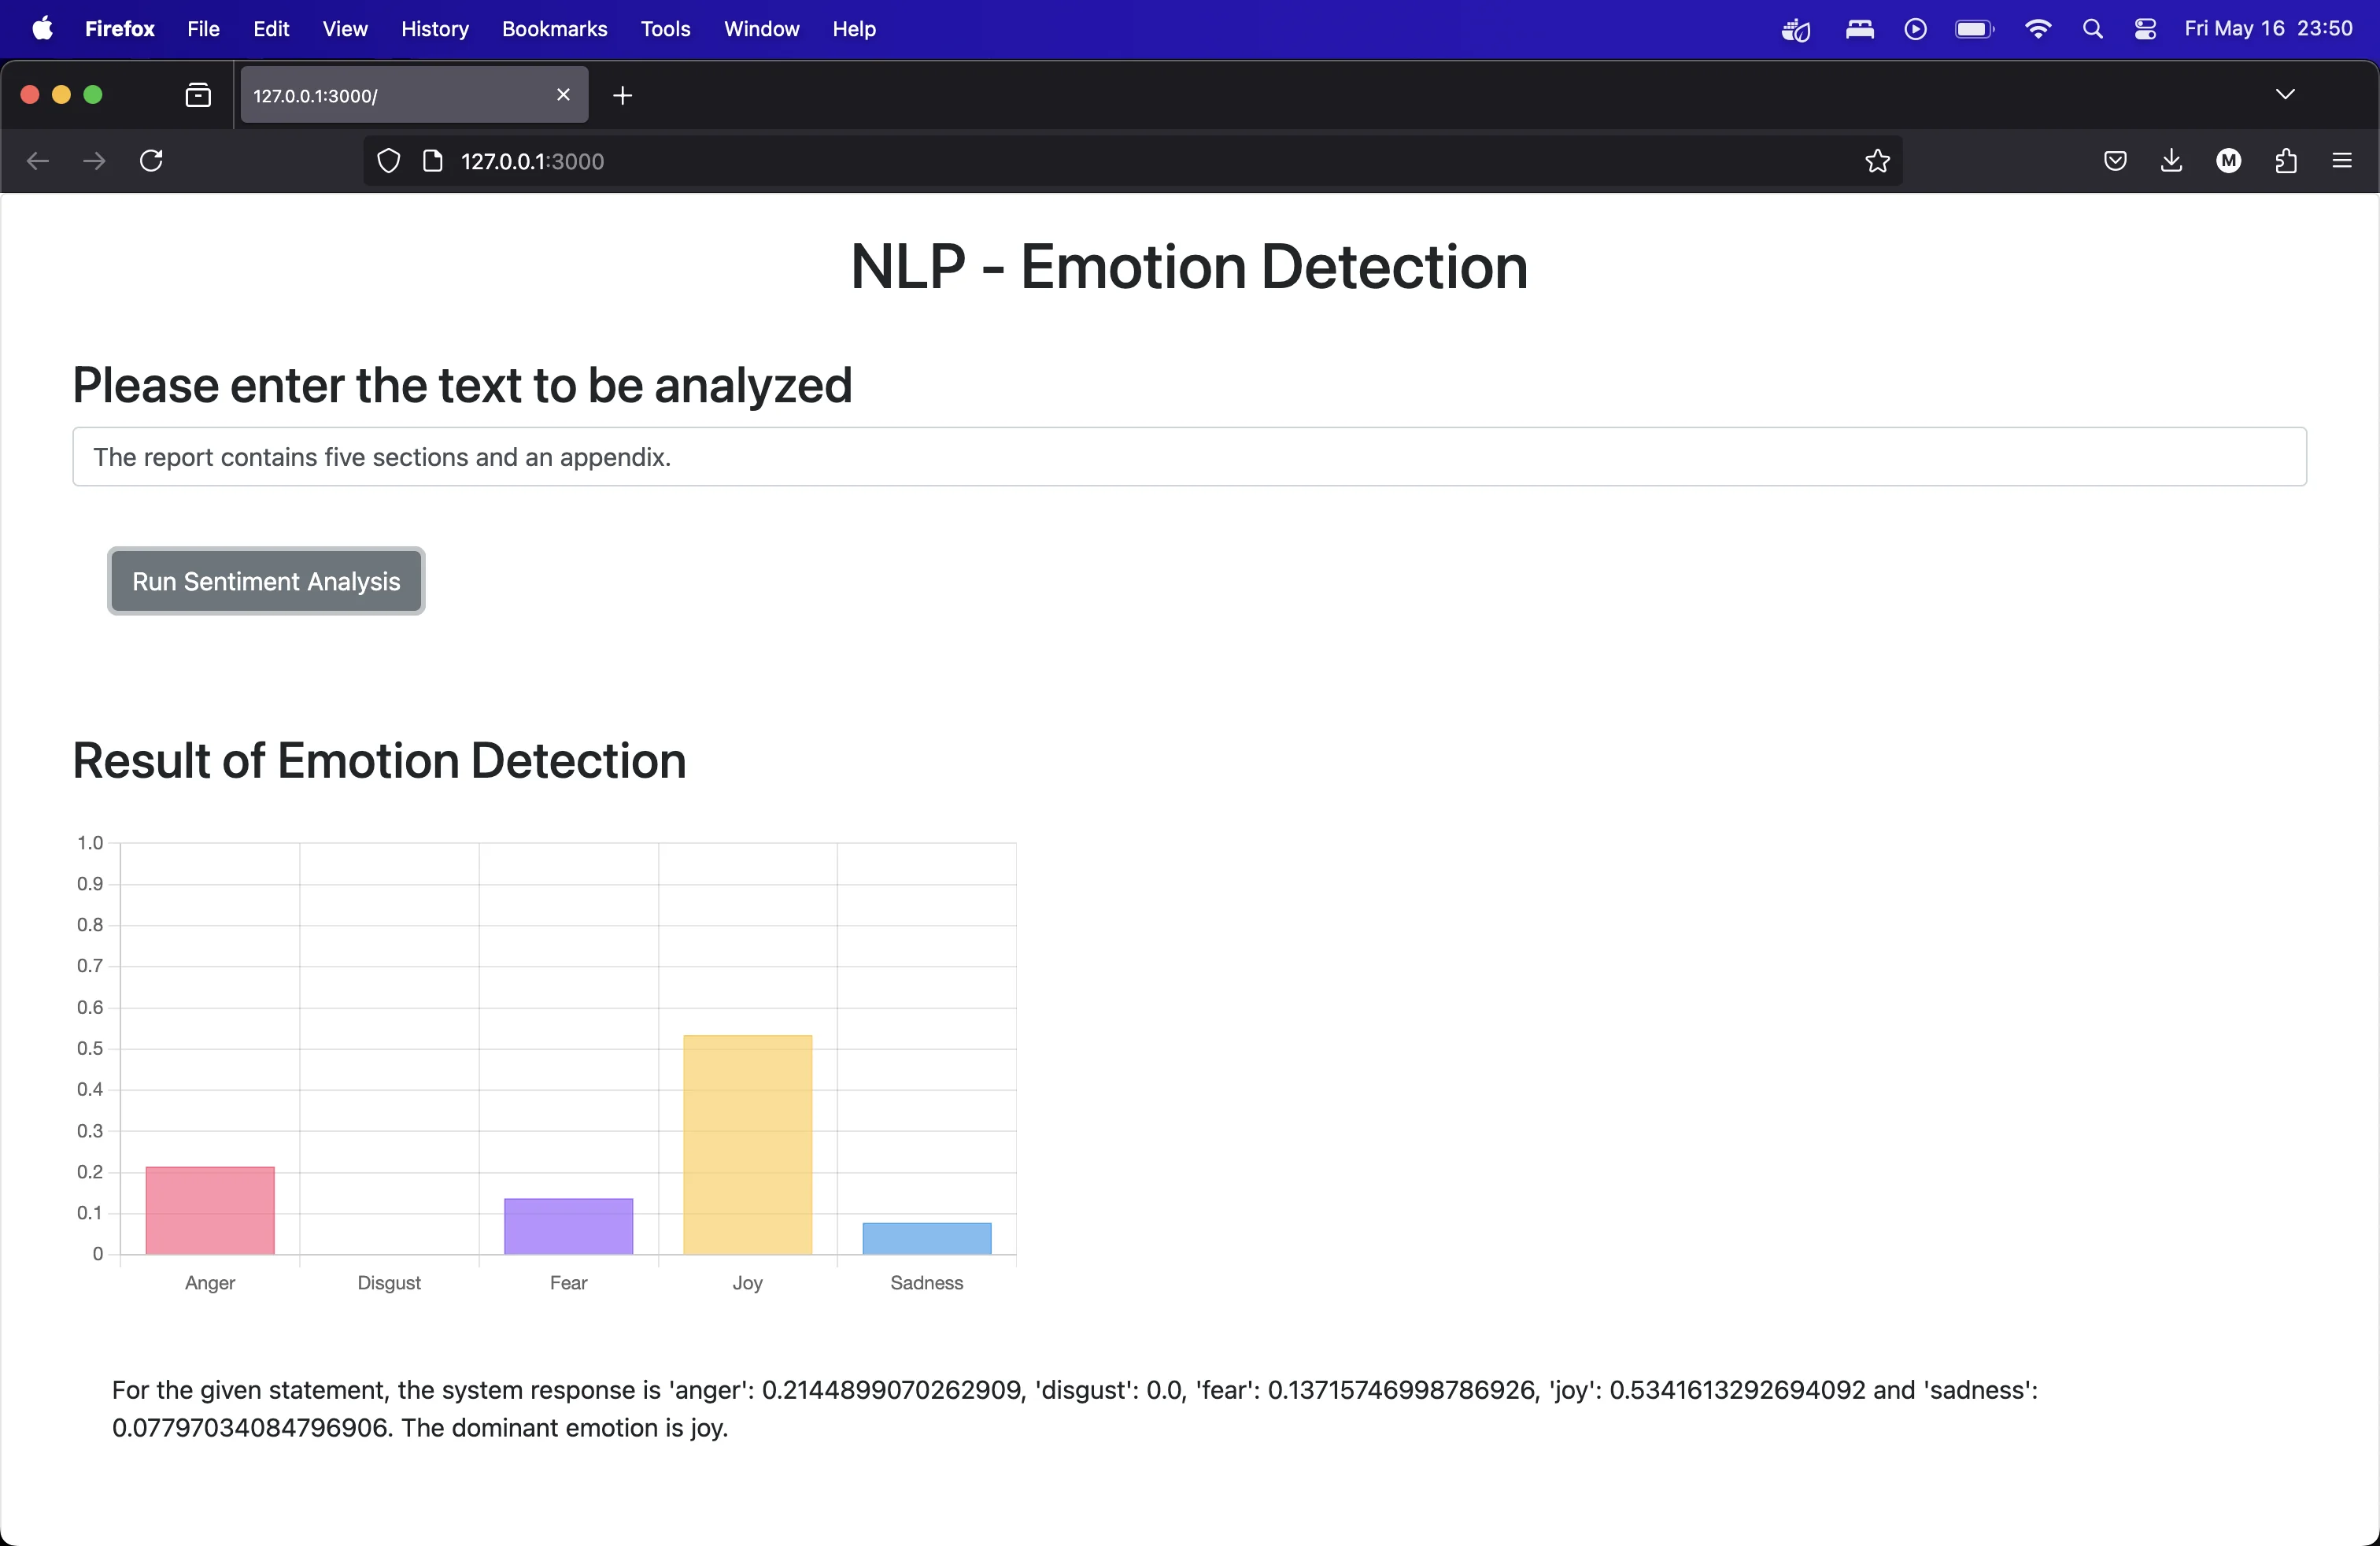 Firefox File Edit View History Bookmarks Tools Window Help Fri May 16 23:50
127.0.0.1:3000/
127.0.0.1:3000
M
NLP - Emotion Detection
Please enter the text to be analyzed
The report contains five sections and an appendix.
Run Sentiment Analysis
Result of Emotion Detection
1.0
0.9
0.8
0.7
0.6
0.5
0.4
0.3
0.2
0.1
0
Anger Disgust Fear Joy Sadness
For the given statement, the system response is 'anger': 0.2144899070262909, 'disgust': 0.0, 'fear': 0.13715746998786926, 'joy': 0.5341613292694092 and 'sadness':
0.07797034084796906. The dominant emotion is joy.